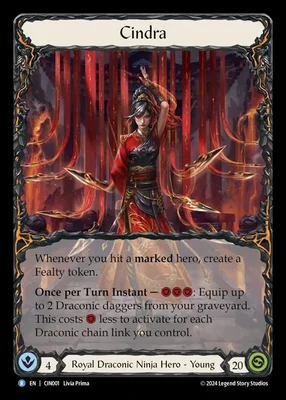 Cindra
Whenever you hit a marked hero, create a
Fealty token.
Once per Turn Instant — : Equip up
to 2 Draconic daggers from your graveyard.
This costs less to activate for each
Draconic chain link you control.
4 Royal Draconic Ninja Hero - Young 20
R EN | CIN001 Livia Prima © 2024 Legend Story Studios